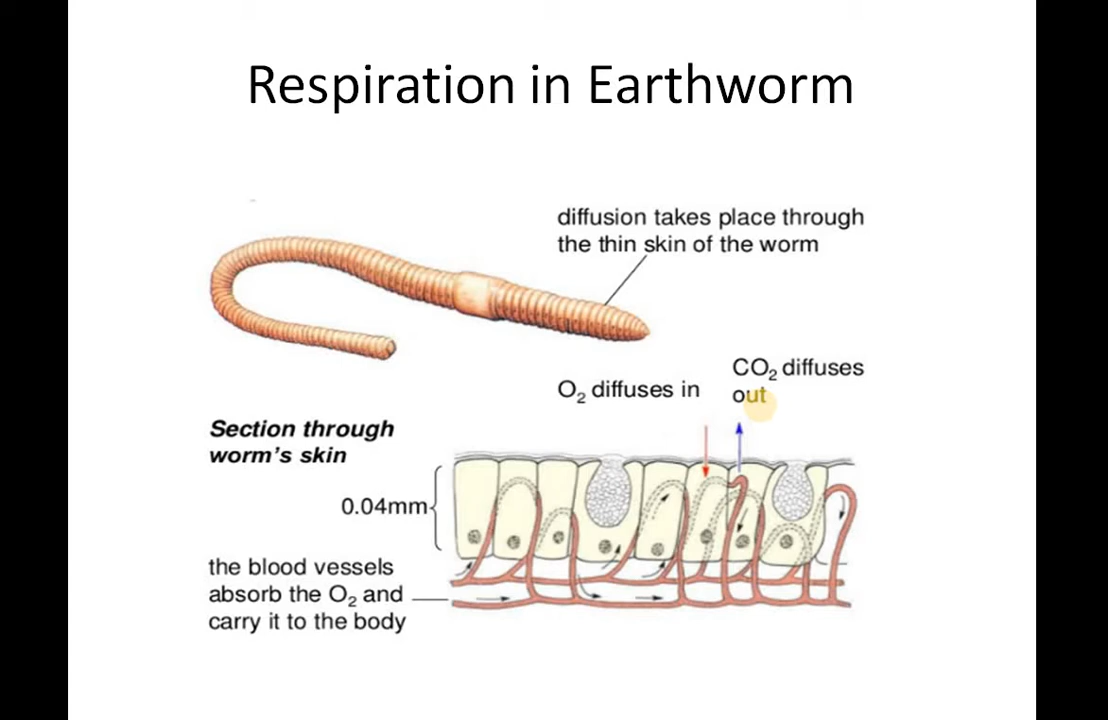 Respiration in Earthworm
diffusion takes place through
the thin skin of the worm
CO₂ diffuses
out
O₂ diffuses in
Section through
worm's skin
0.04mm
the blood vessels
absorb the O₂ and
carry it to the body